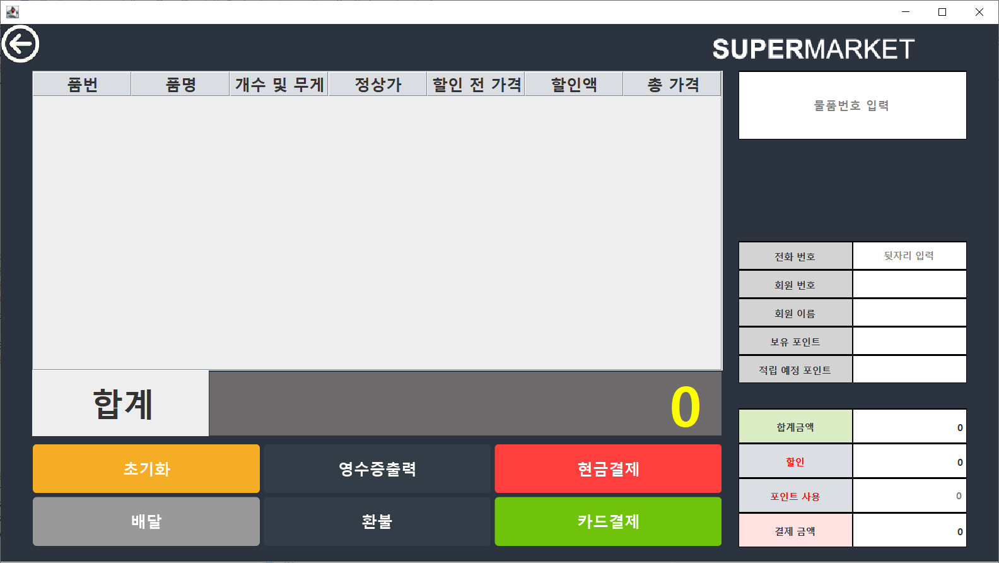 SUPERMARKET
품번 품명 개수 및 무게 정상가 할인 전 가격 할인액 총 가격
물품번호 입력
전화 번호 뒷자리 입력
회원 번호
회원 이름
보유 포인트
적립 예정 포인트
합계 0
합계금액 0
할인 0
포인트 사용 0
결제 금액 0
초기화 영수증출력 현금결제
배달 환불 카드결제